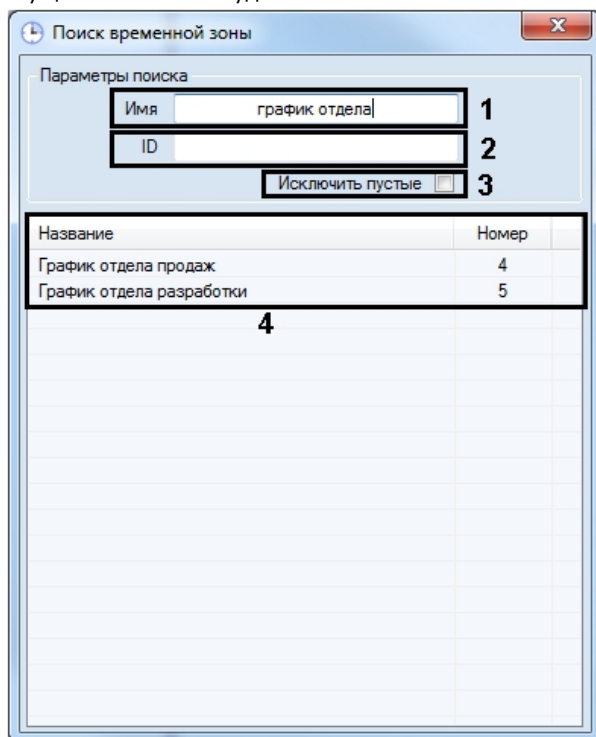 Поиск временной зоны
Параметры поиска
Имя график отдела 1
ID 2
Исключить пустые 3
Название Номер
График отдела продаж 4
График отдела разработки 5
4